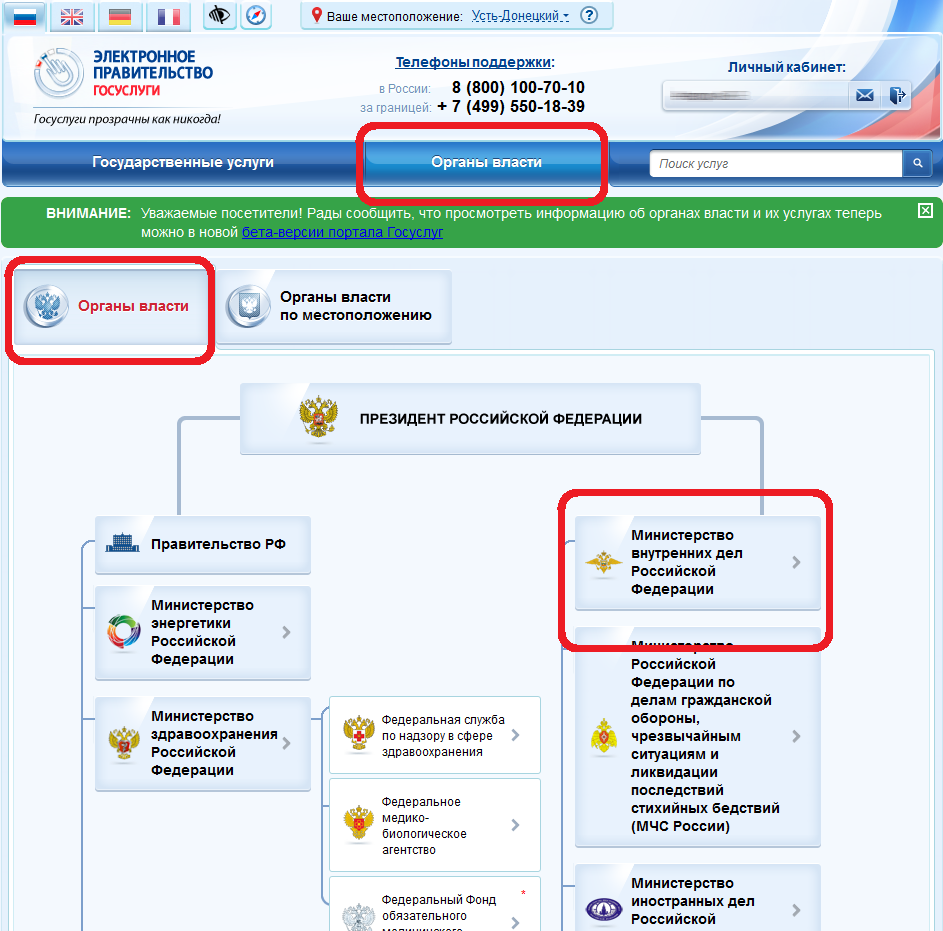 Ваше местоположение: Усть-Донецкий ?
ЭЛЕКТРОННОЕ
ПРАВИТЕЛЬСТВО
ГОСУСЛУГИ
Госуслуги прозрачны как никогда!
Телефоны поддержки:
в России: 8 (800) 100-70-10
за границей: + 7 (499) 550-18-39
Личный кабинет:
Государственные услуги
Органы власти
Поиск услуг
ВНИМАНИЕ: Уважаемые посетители! Рады сообщить, что просмотреть информацию об органах власти и их услугах теперь
можно в новой бета-версии портала Госуслуг
Органы власти
Органы власти
по местоположению
ПРЕЗИДЕНТ РОССИЙСКОЙ ФЕДЕРАЦИИ
Правительство РФ
Министерство
энергетики
Российской
Федерации
Министерство
здравоохранения
Российской
Федерации
Федеральная служба
по надзору в сфере
здравоохранения
Федеральное
медико-
биологическое
агентство
Федеральный Фонд *
обязательного
медицинского
Министерство
внутренних дел
Российской
Федерации
Министерство
Российской
Федерации по
делам гражданской
обороны,
чрезвычайным
ситуациям и
ликвидации
последствий
стихийных бедствий
(МЧС России)
Министерство
иностранных дел
Российской